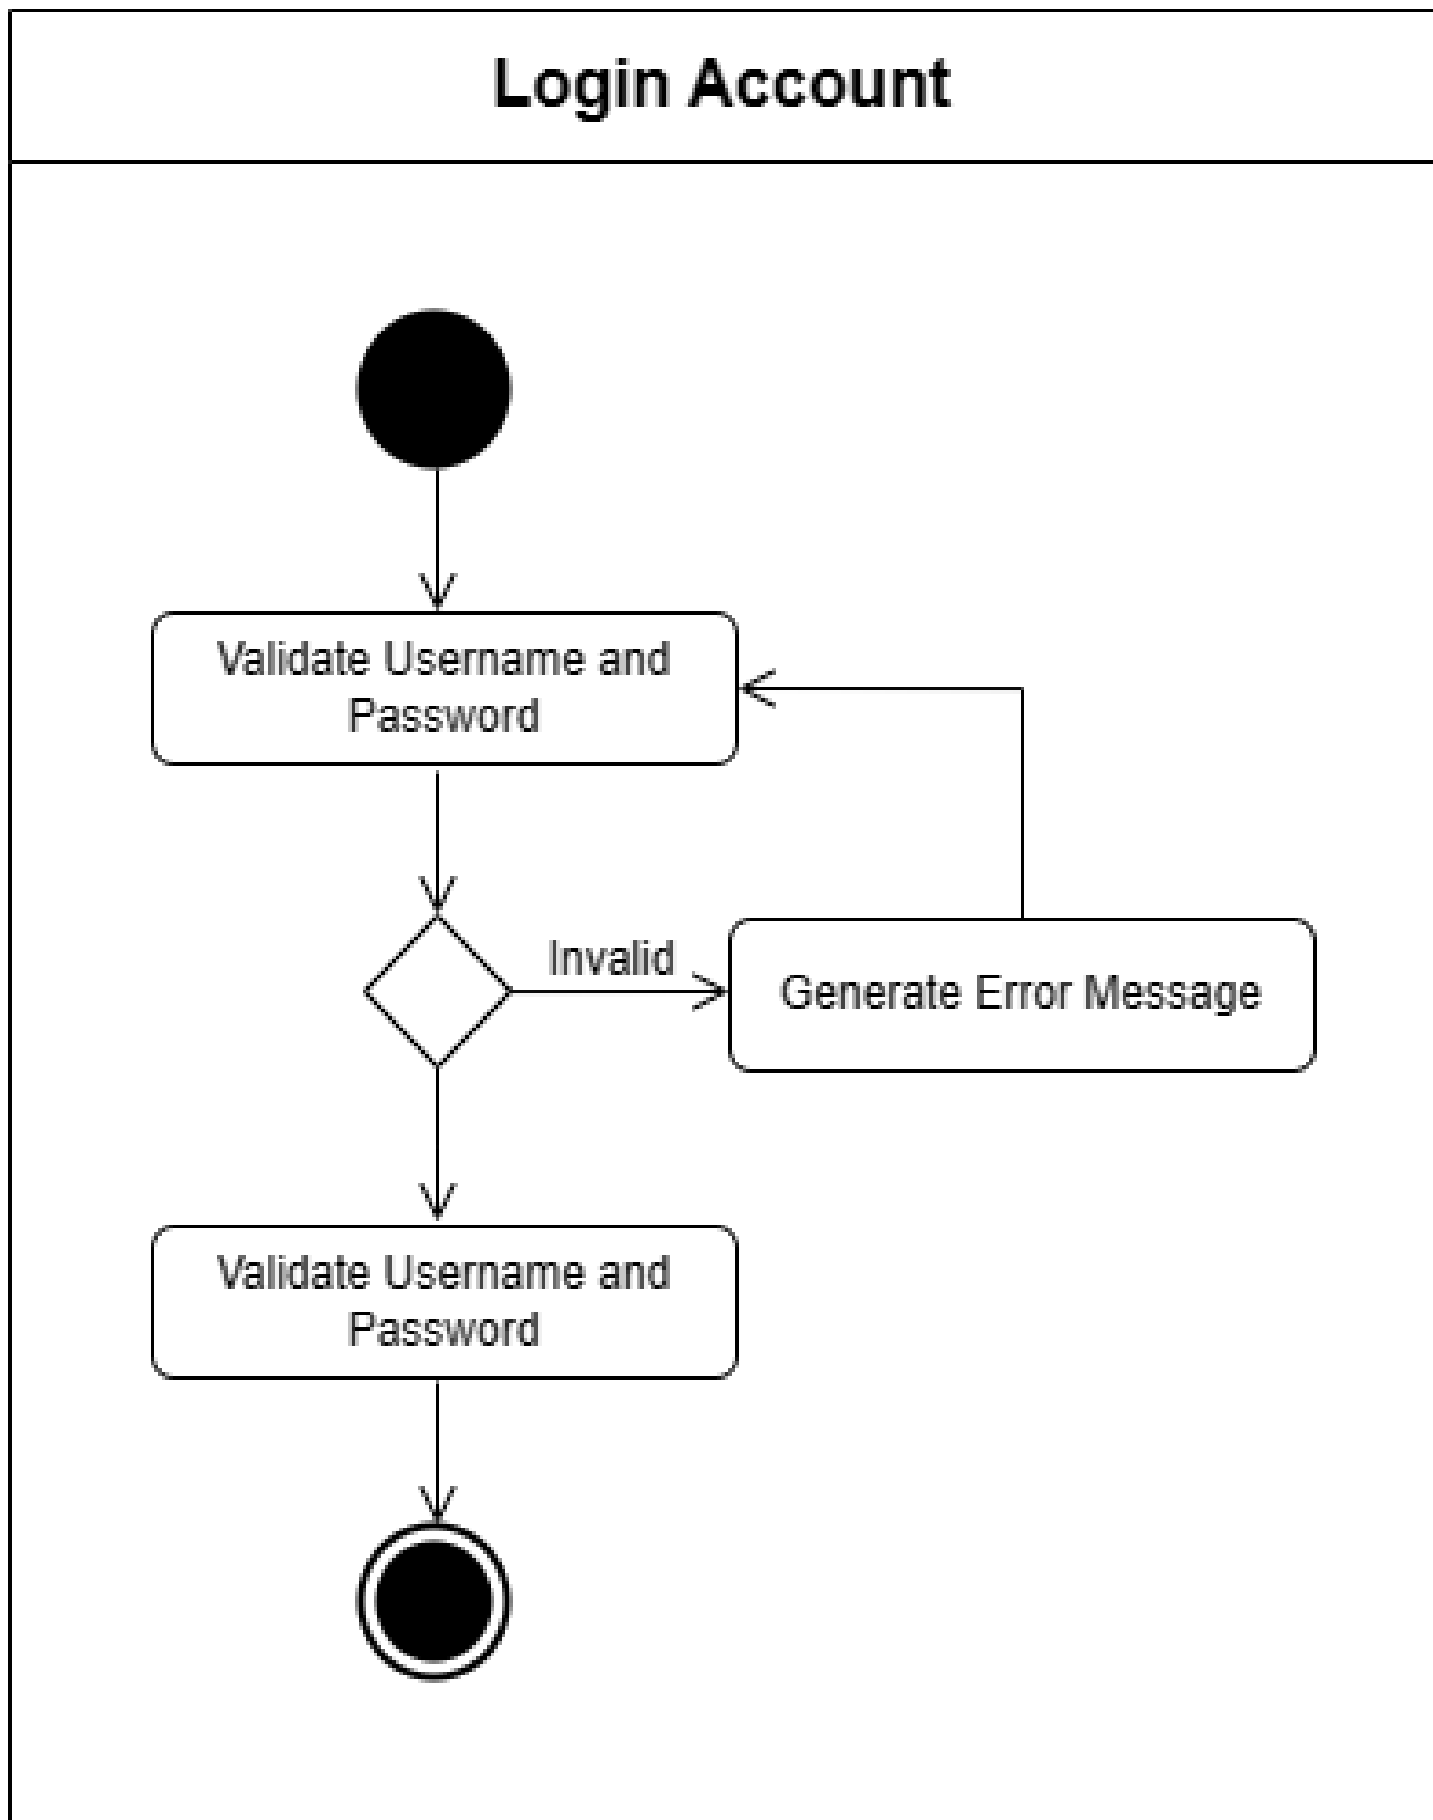 Login Account
Validate Username and
Password
Invalid
Generate Error Message
Validate Username and
Password